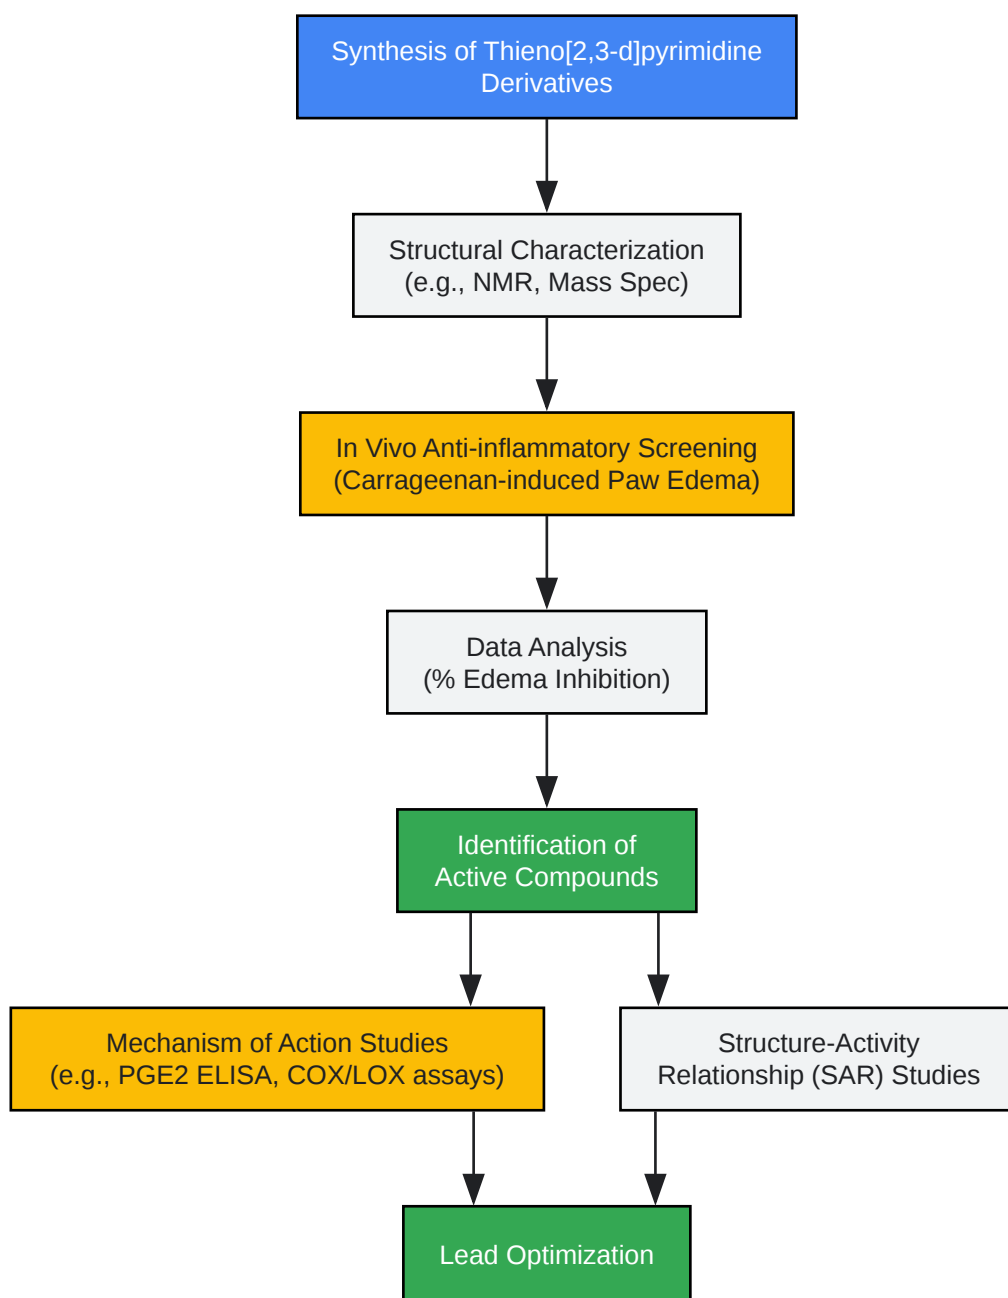 Synthesis of Thieno[2,3-d]pyrimidine
Derivatives
Structural Characterization
(e.g., NMR, Mass Spec)
In Vivo Anti-inflammatory Screening
(Carrageenan-induced Paw Edema)
Data Analysis
(% Edema Inhibition)
Identification of
Active Compounds
Mechanism of Action Studies
(e.g., PGE2 ELISA, COX/LOX assays)
Structure-Activity
Relationship (SAR) Studies
Lead Optimization